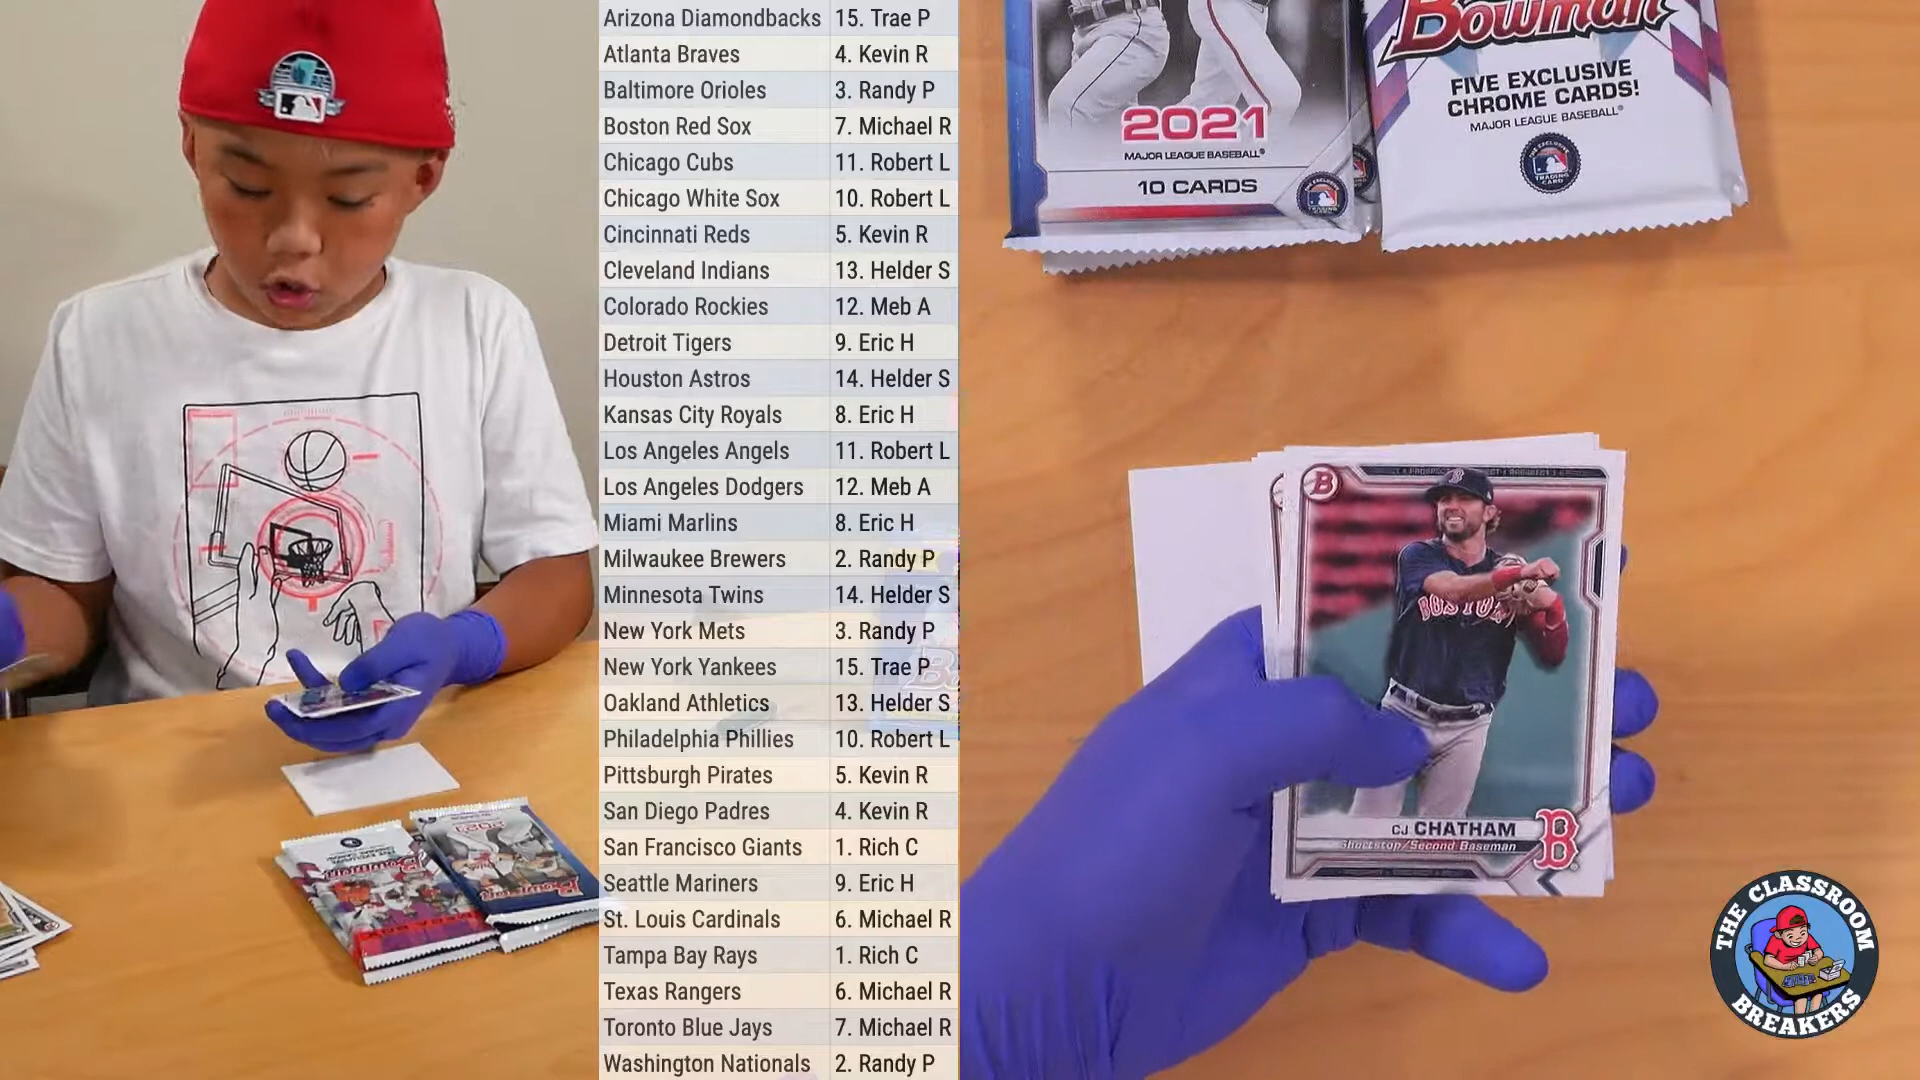 Arizona Diamondbacks 15. Trae P
Atlanta Braves 4. Kevin R
Baltimore Orioles 3. Randy P
Boston Red Sox 7. Michael R
Chicago Cubs 11. Robert L
Chicago White Sox 10. Robert L
Cincinnati Reds 5. Kevin R
Cleveland Indians 13. Helder S
Colorado Rockies 12. Meb A
Detroit Tigers 9. Eric H
Houston Astros 14. Helder S
Kansas City Royals 8. Eric H
Los Angeles Angels 11. Robert L
Los Angeles Dodgers 12. Meb A
Miami Marlins 8. Eric H
Milwaukee Brewers 2. Randy P
Minnesota Twins 14. Helder S
New York Mets 3. Randy P
New York Yankees 15. Trae P
Oakland Athletics 13. Helder S
Philadelphia Phillies 10. Robert L
Pittsburgh Pirates 5. Kevin R
San Diego Padres 4. Kevin R
San Francisco Giants 1. Rich C
Seattle Mariners 9. Eric H
St. Louis Cardinals 6. Michael R
Tampa Bay Rays 1. Rich C
Texas Rangers 6. Michael R
Toronto Blue Jays 7. Michael R
Washington Nationals 2. Randy P
2021
MAJOR LEAGUE BASEBALL®
10 CARDS
Bowman
FIVE EXCLUSIVE
CHROME CARDS!
MAJOR LEAGUE BASEBALL®
B
BOSTON
CJ CHATHAM
Shortstop/Second Baseman
B
THE CLASSROOM
BREAKERS